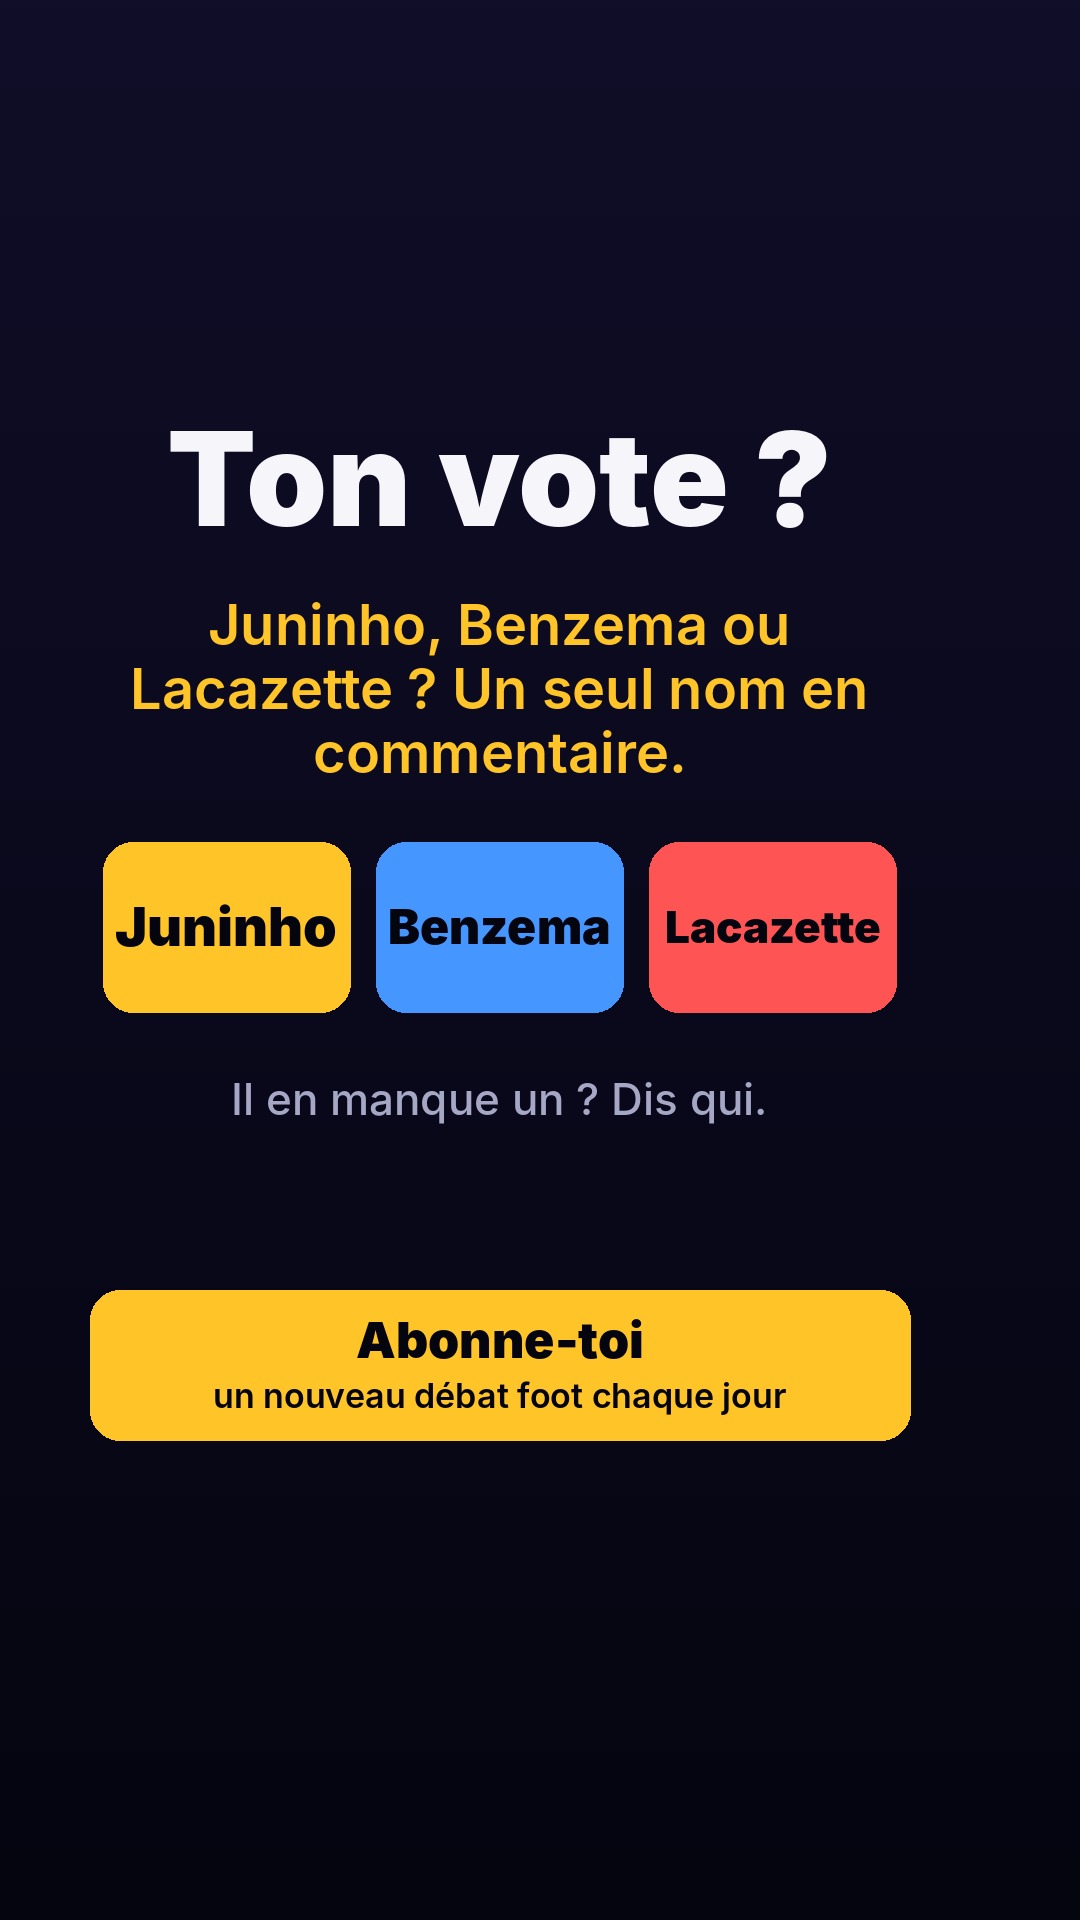 Ton vote ?
Juninho, Benzema ou
Lacazette ? Un seul nom en
commentaire.
Juninho
Benzema
Lacazette
Il en manque un ? Dis qui.
Abonne-toi
un nouveau débat foot chaque jour